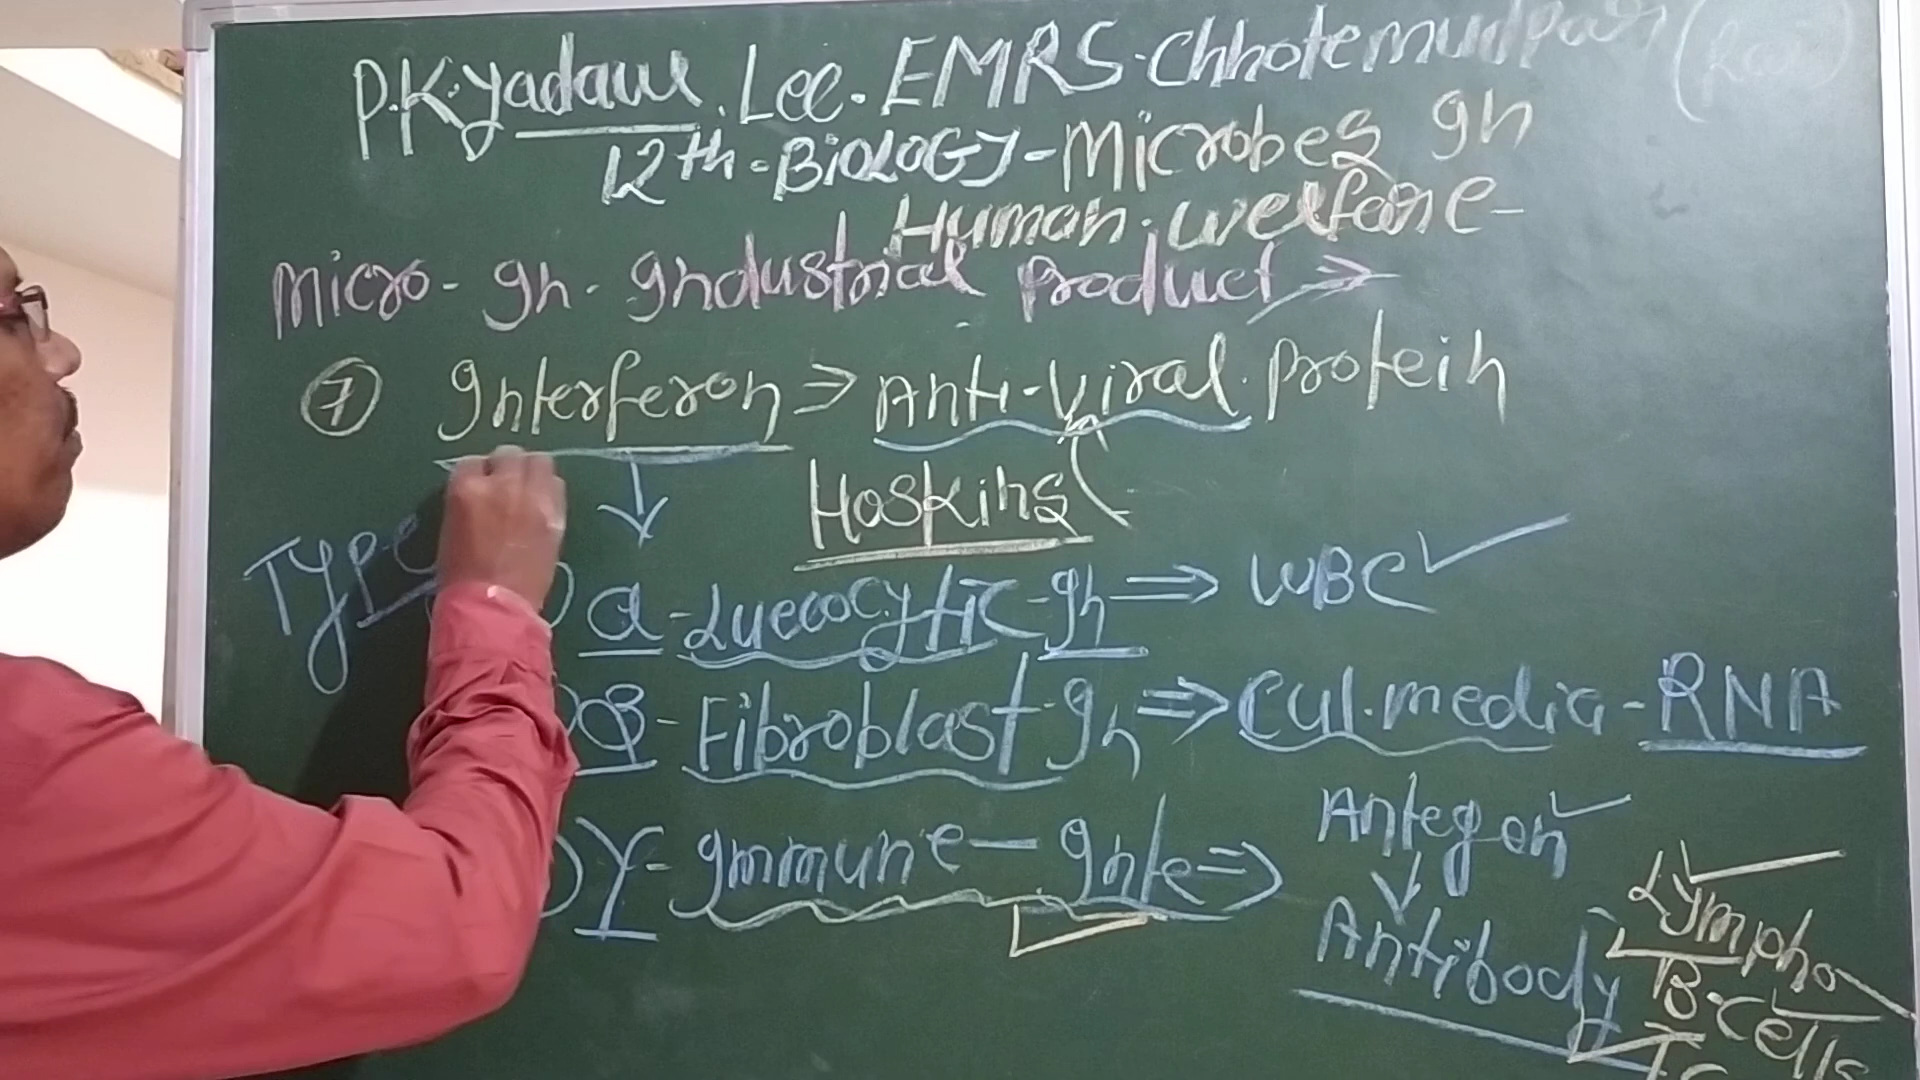 P.K.Yadaw. Lec. EMRS-Chhotemudpar
12th-BiOLOGY-Microbes In
Human.welfare-
Micro-In-Industrial Product⇒
⑦ Interferon⇒Anti-Viral.Protein
Hoskins
TYPE
α-Luecocytic-In⇒WBC✓
β-Fibroblast-In⇒Cul.media-RNA
Antegen✓
γ-Immune-Inte⇒
Antibody
Lympho
B.Cells